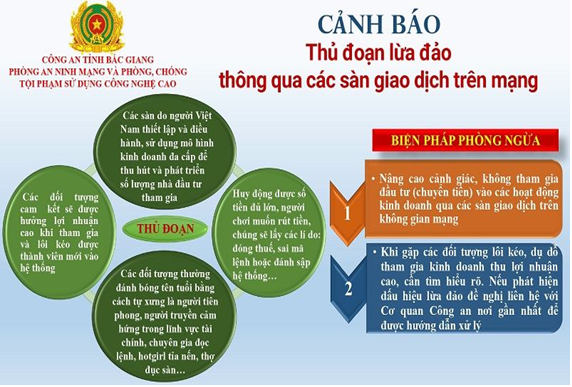 CÔNG AN TỈNH BẮC GIANG
PHÒNG AN NINH MẠNG VÀ PHÒNG, CHỐNG
TỘI PHẠM SỬ DỤNG CÔNG NGHỆ CAO
CẢNH BÁO
Thủ đoạn lừa đảo
thông qua các sàn giao dịch trên mạng
Các sàn do người Việt
Nam thiết lập và điều
hành, sử dụng mô hình
kinh doanh đa cấp để
thu hút và phát triển
số lượng nhà đầu tư
tham gia
Các đối tượng
cam kết sẽ được
hưởng lợi nhuận
cao khi tham gia
và lôi kéo được
thành viên mới vào
hệ thống
THỦ ĐOẠN
Huy động được số
tiền đủ lớn, người
chơi muốn rút tiền,
chúng sẽ lấy các lí do:
đóng thuế, sai mã
lệnh hoặc đánh sập
hệ thống…
Các đối tượng thường
đánh bóng tên tuổi bằng
cách tự xưng là người tiên
phong, người truyền cảm
hứng trong lĩnh vực tài
chính, chuyên gia đọc
lệnh, hotgirl tỉa nến, thợ
đục sàn…
BIỆN PHÁP PHÒNG NGỪA
1
• Nâng cao cảnh giác, không tham gia
đầu tư (chuyển tiền) vào các hoạt động
kinh doanh qua các sàn giao dịch trên
không gian mạng
2
• Khi gặp các đối tượng lôi kéo, dụ dỗ
tham gia kinh doanh thu lợi nhuận
cao, cần tìm hiểu rõ. Nếu phát hiện
dấu hiệu lừa đảo đề nghị liên hệ với
Cơ quan Công an nơi gần nhất để
được hướng dẫn xử lý